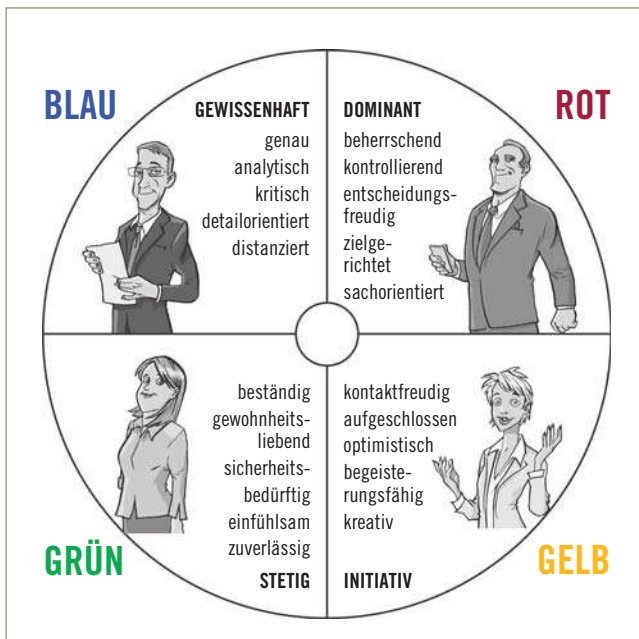 BLAU
GEWISSENHAFT
genau
analytisch
kritisch
detailorientiert
distanziert
ROT
DOMINANT
beherrschend
kontrollierend
entscheidungs-
freudig
zielge-
richtet
sachorientiert
GRÜN
beständig
gewohnheits-
liebend
sicherheits-
bedürftig
einfühlsam
zuverlässig
STETIG
GELB
kontaktfreudig
aufgeschlossen
optimistisch
begeiste-
rungsfähig
kreativ
INITIATIV